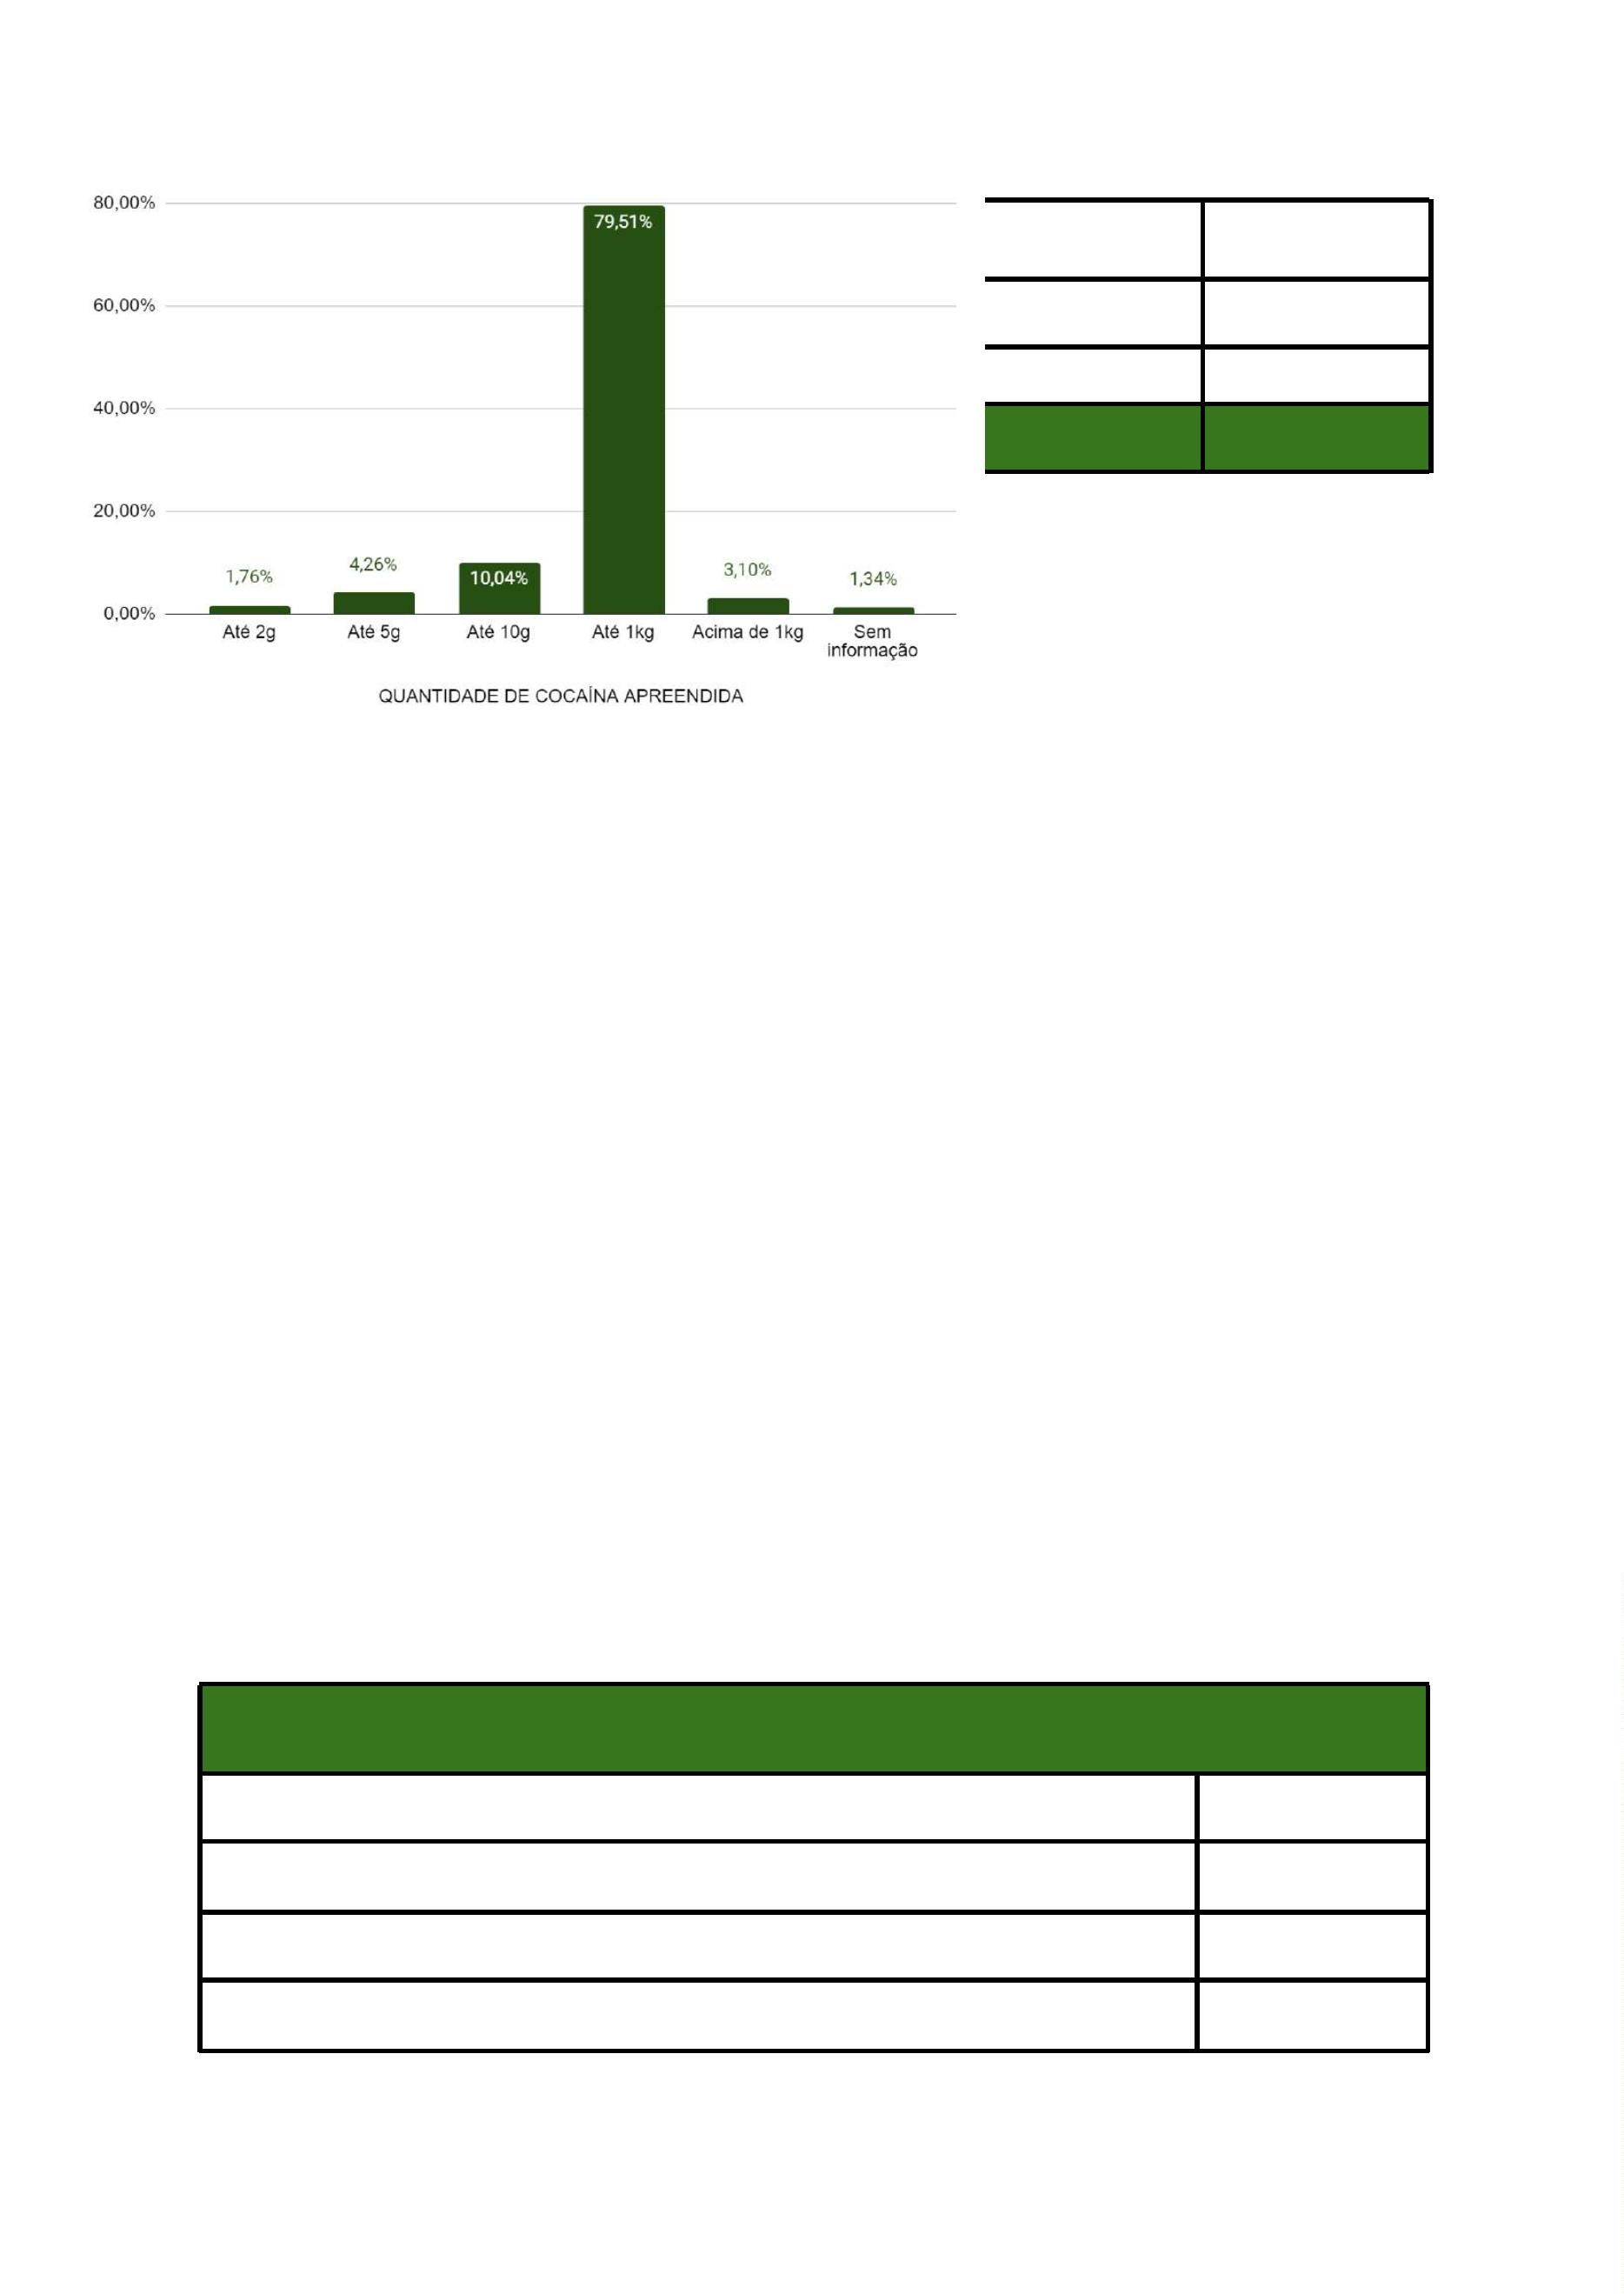 80,00%
79,51%
60,00%
40,00%
20,00%
1,76%
4,26%
10,04%
3,10%
1,34%
0,00%
Até 2g
Até 5g
Até 10g
Até 1kg
Acima de 1kg
Sem
informação
QUANTIDADE DE COCAÍNA APREENDIDA